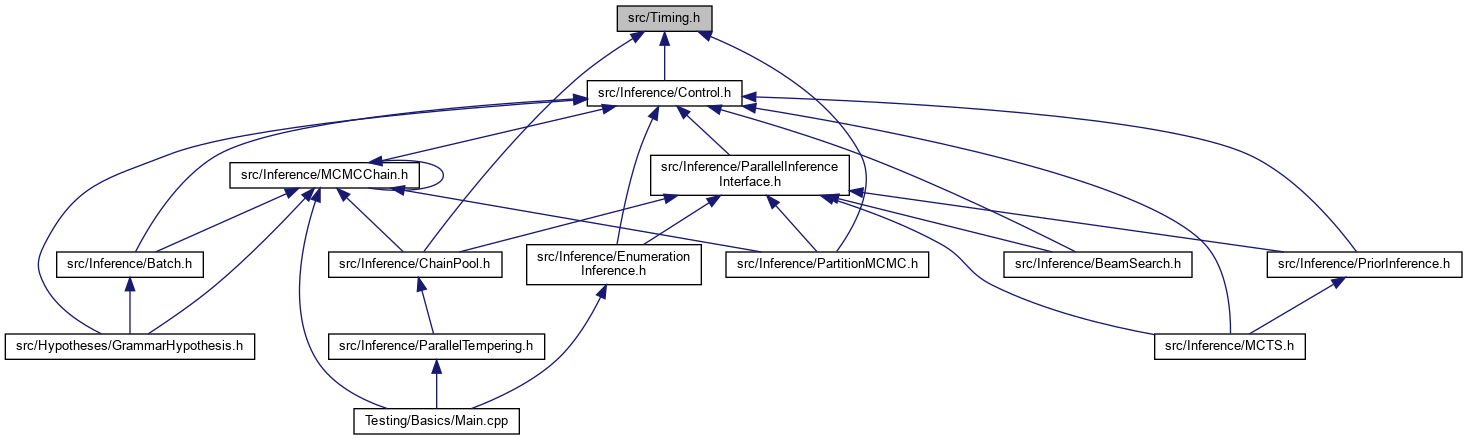 src/Timing.h
src/Inference/Control.h
src/Inference/MCMCChain.h
src/Inference/ParallelInference
Interface.h
src/Inference/Batch.h
src/Inference/ChainPool.h
src/Inference/Enumeration
Inference.h
src/Inference/PartitionMCMC.h
src/Inference/BeamSearch.h
src/Inference/PriorInference.h
src/Hypotheses/GrammarHypothesis.h
src/Inference/ParallelTempering.h
src/Inference/MCTS.h
Testing/Basics/Main.cpp